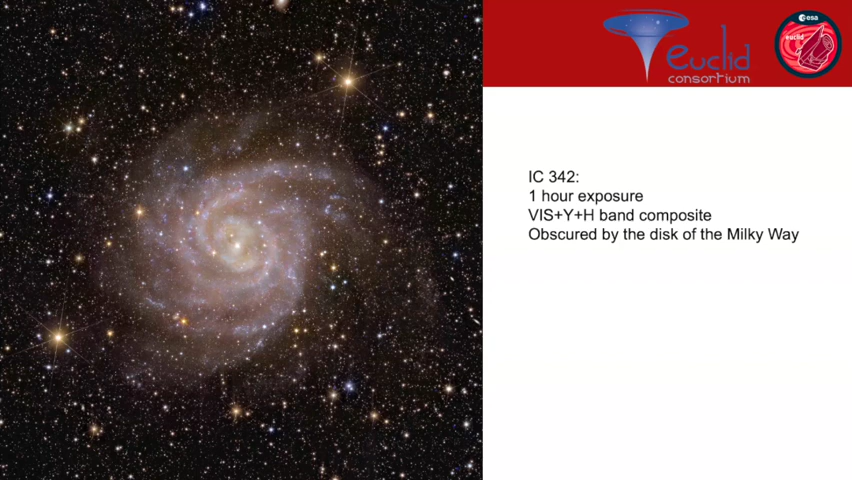 euclid
consortium
esa
euclid
IC 342:
1 hour exposure
VIS+Y+H band composite
Obscured by the disk of the Milky Way